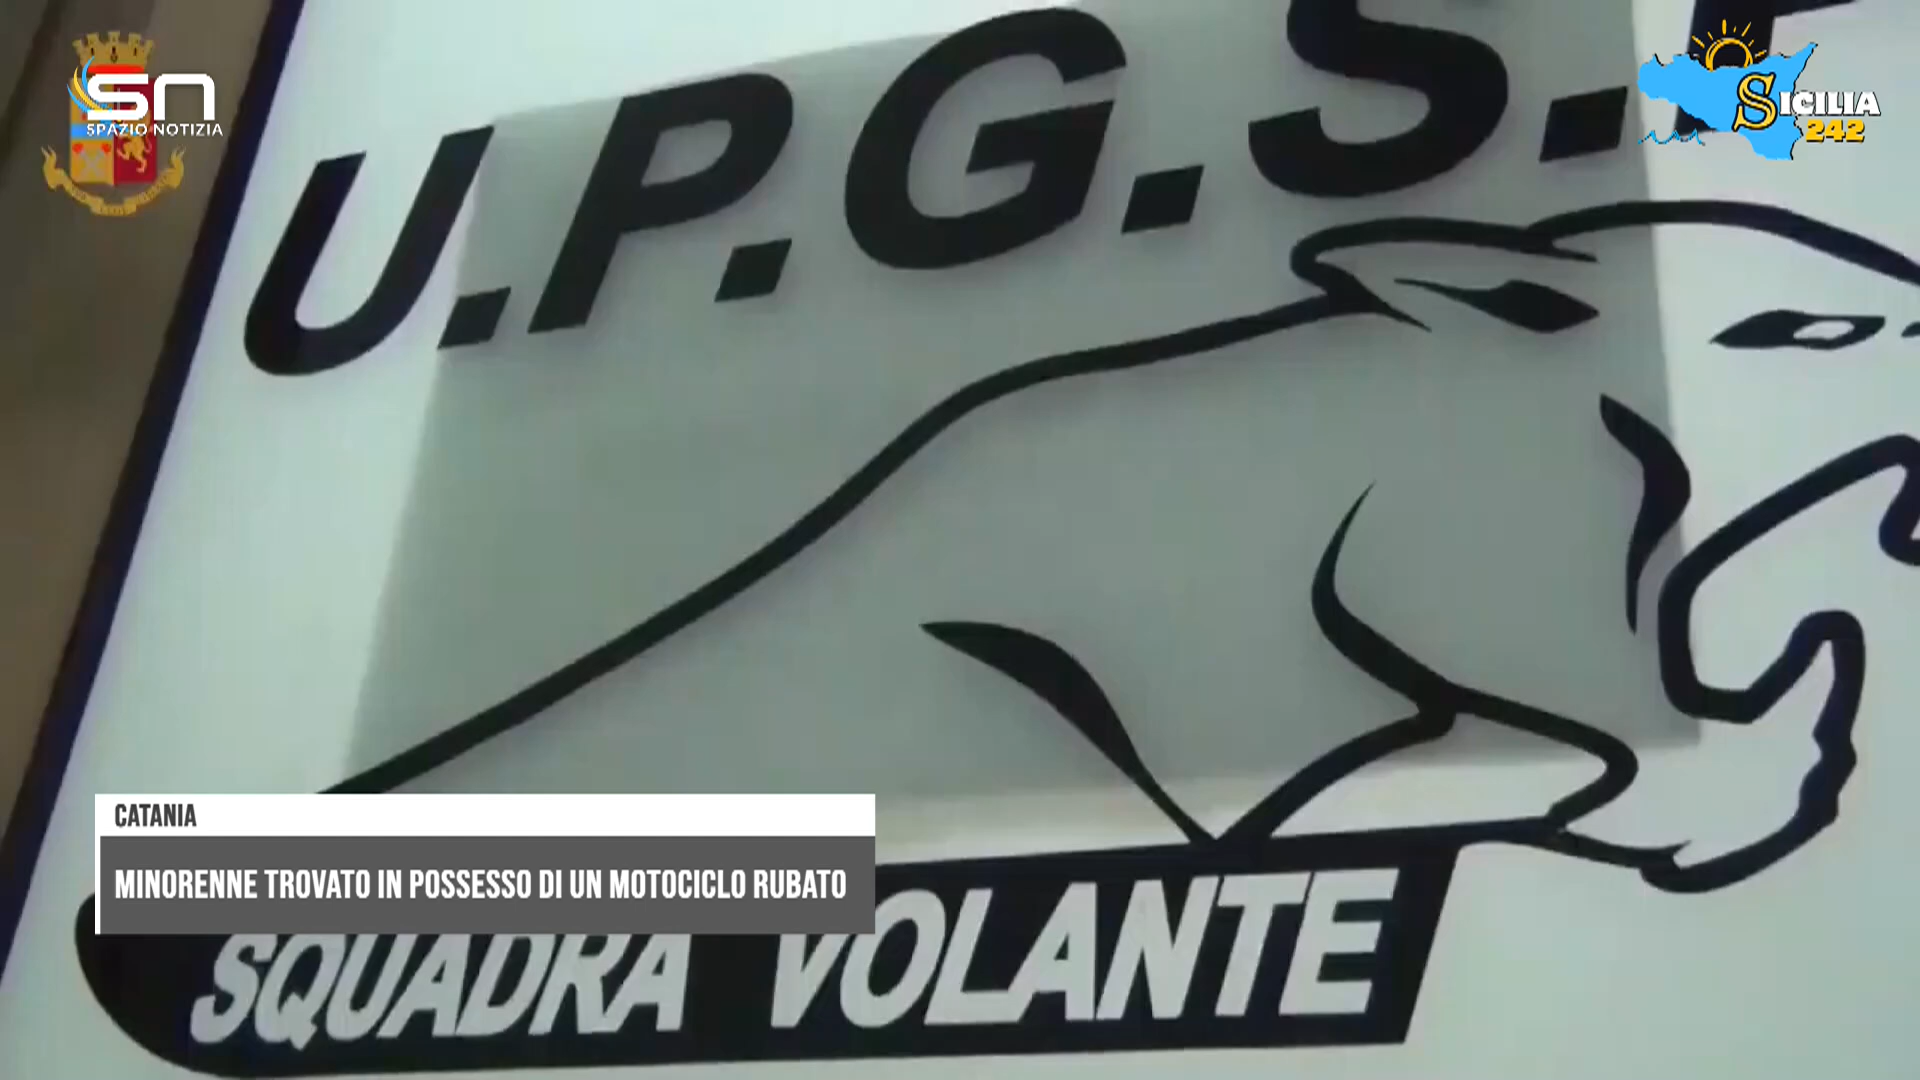 SN
SPAZIO NOTIZIA
SICILIA
242
U.P.G.S.
CATANIA
MINORENNE TROVATO IN POSSESSO DI UN MOTOCICLO RUBATO
SQUADRA VOLANTE